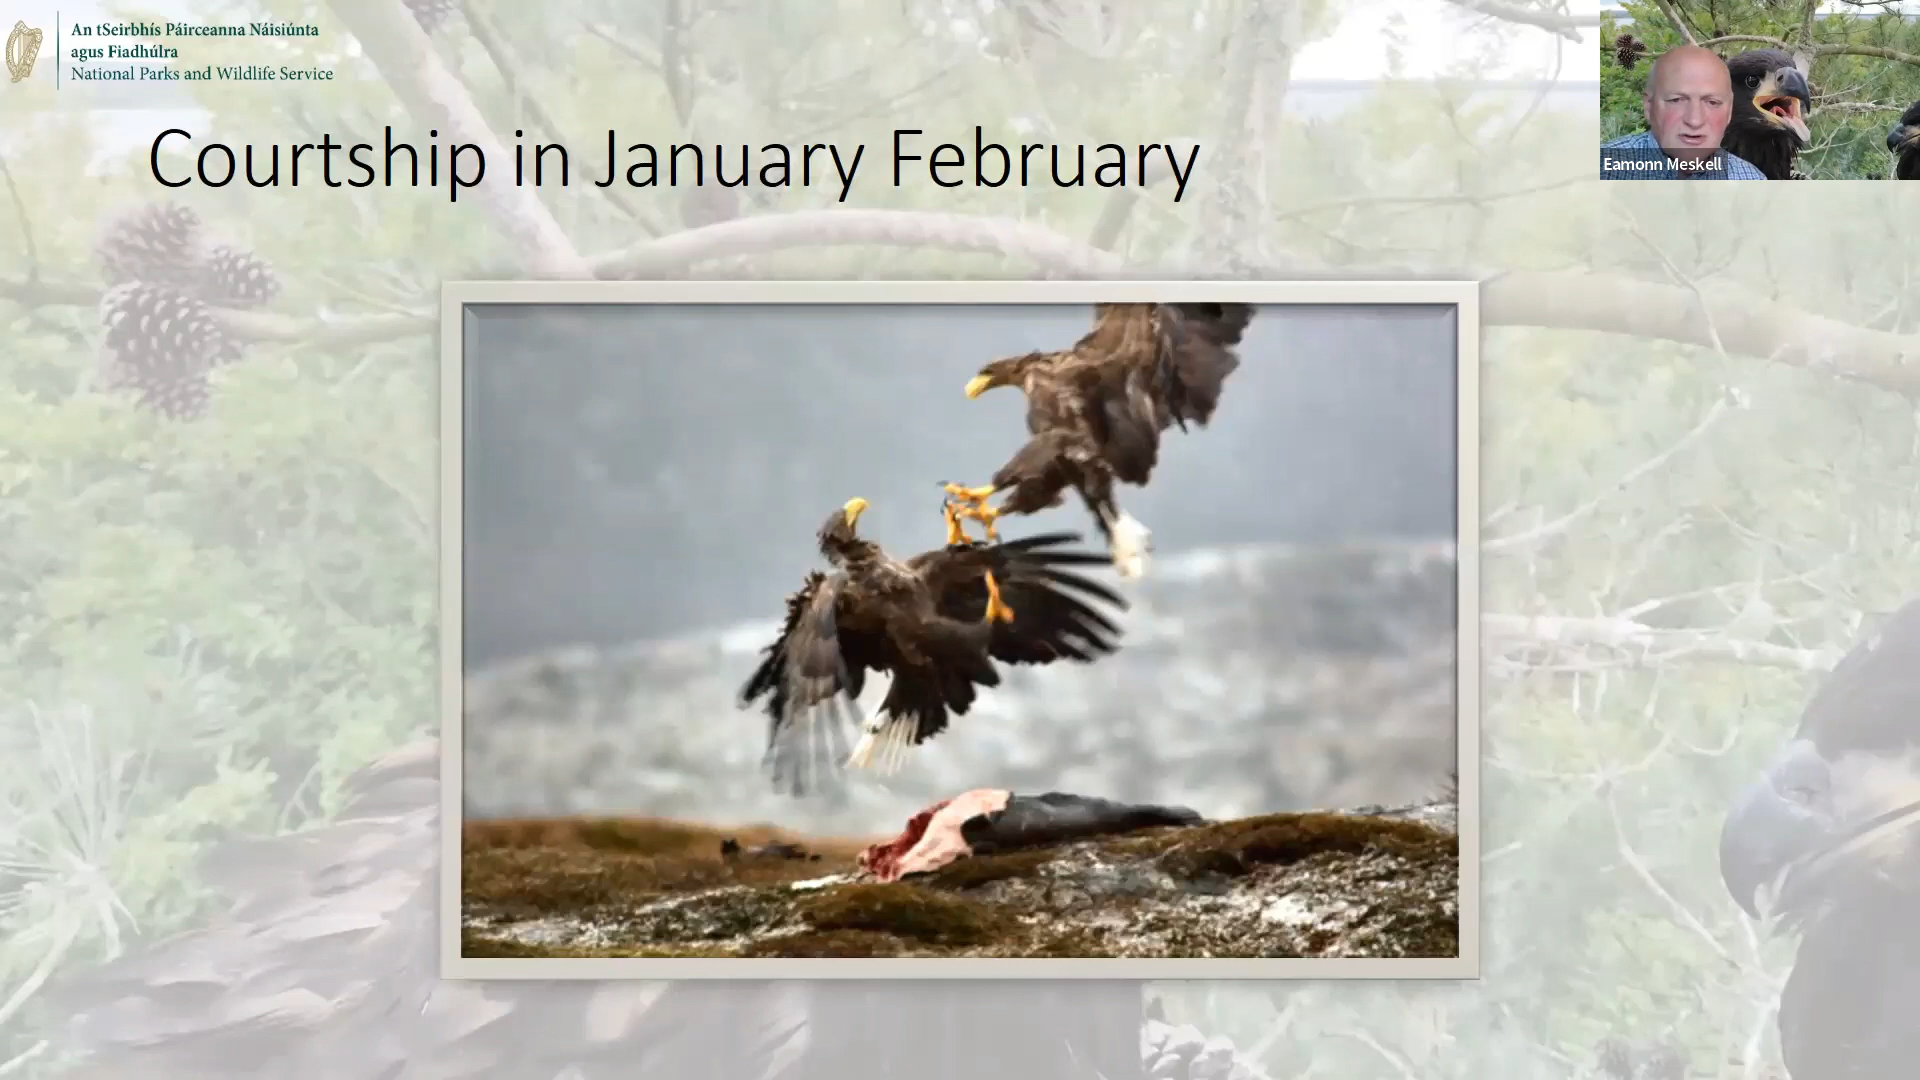 An tSeirbhís Páirceanna Náisiúnta
agus Fiadhúlra
National Parks and Wildlife Service
Courtship in January February
Eamonn Meskell